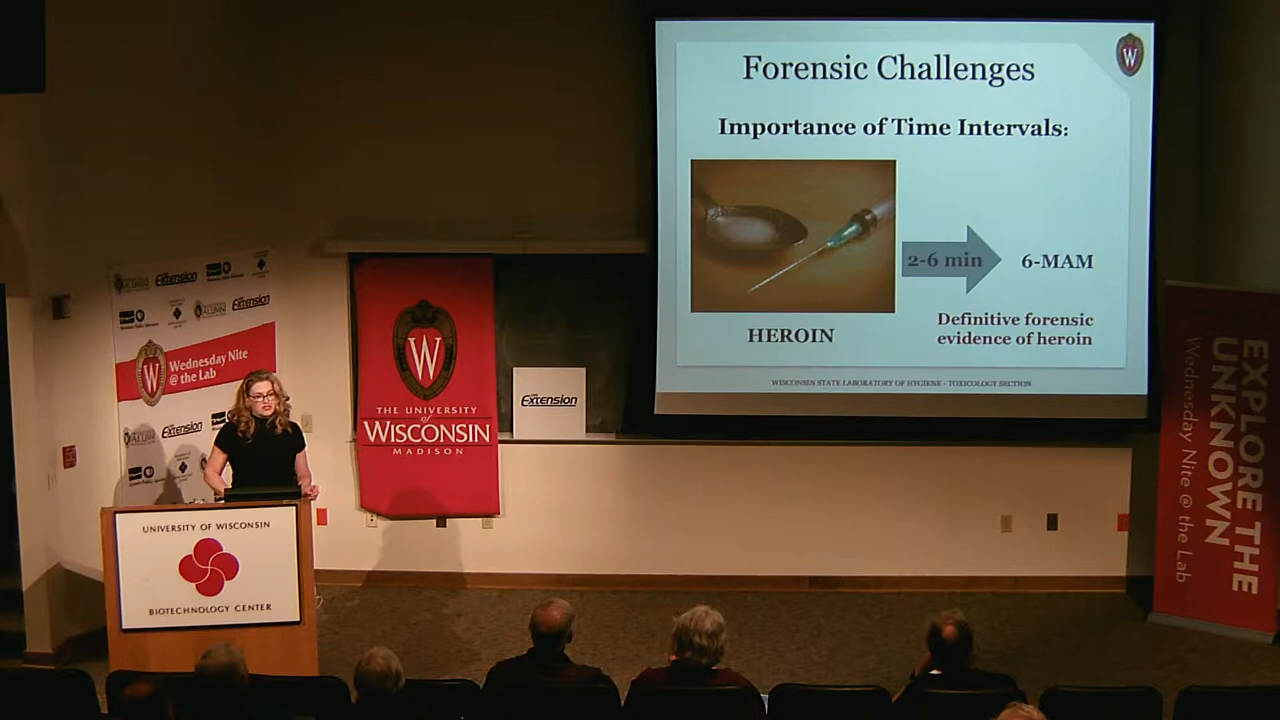 Forensic Challenges
W
Importance of Time Intervals:
2-6 min
6-MAM
HEROIN
Definitive forensic
evidence of heroin
WISCONSIN STATE LABORATORY OF HYGIENE - TOXICOLOGY SECTION
Extension
Extension
W
Wednesday Nite
@ the Lab
Extension
W
THE UNIVERSITY
of
WISCONSIN
MADISON
Extension
UNIVERSITY OF WISCONSIN
BIOTECHNOLOGY CENTER
EXPLORE THE
UNKNOWN
Wednesday Nite @ the Lab